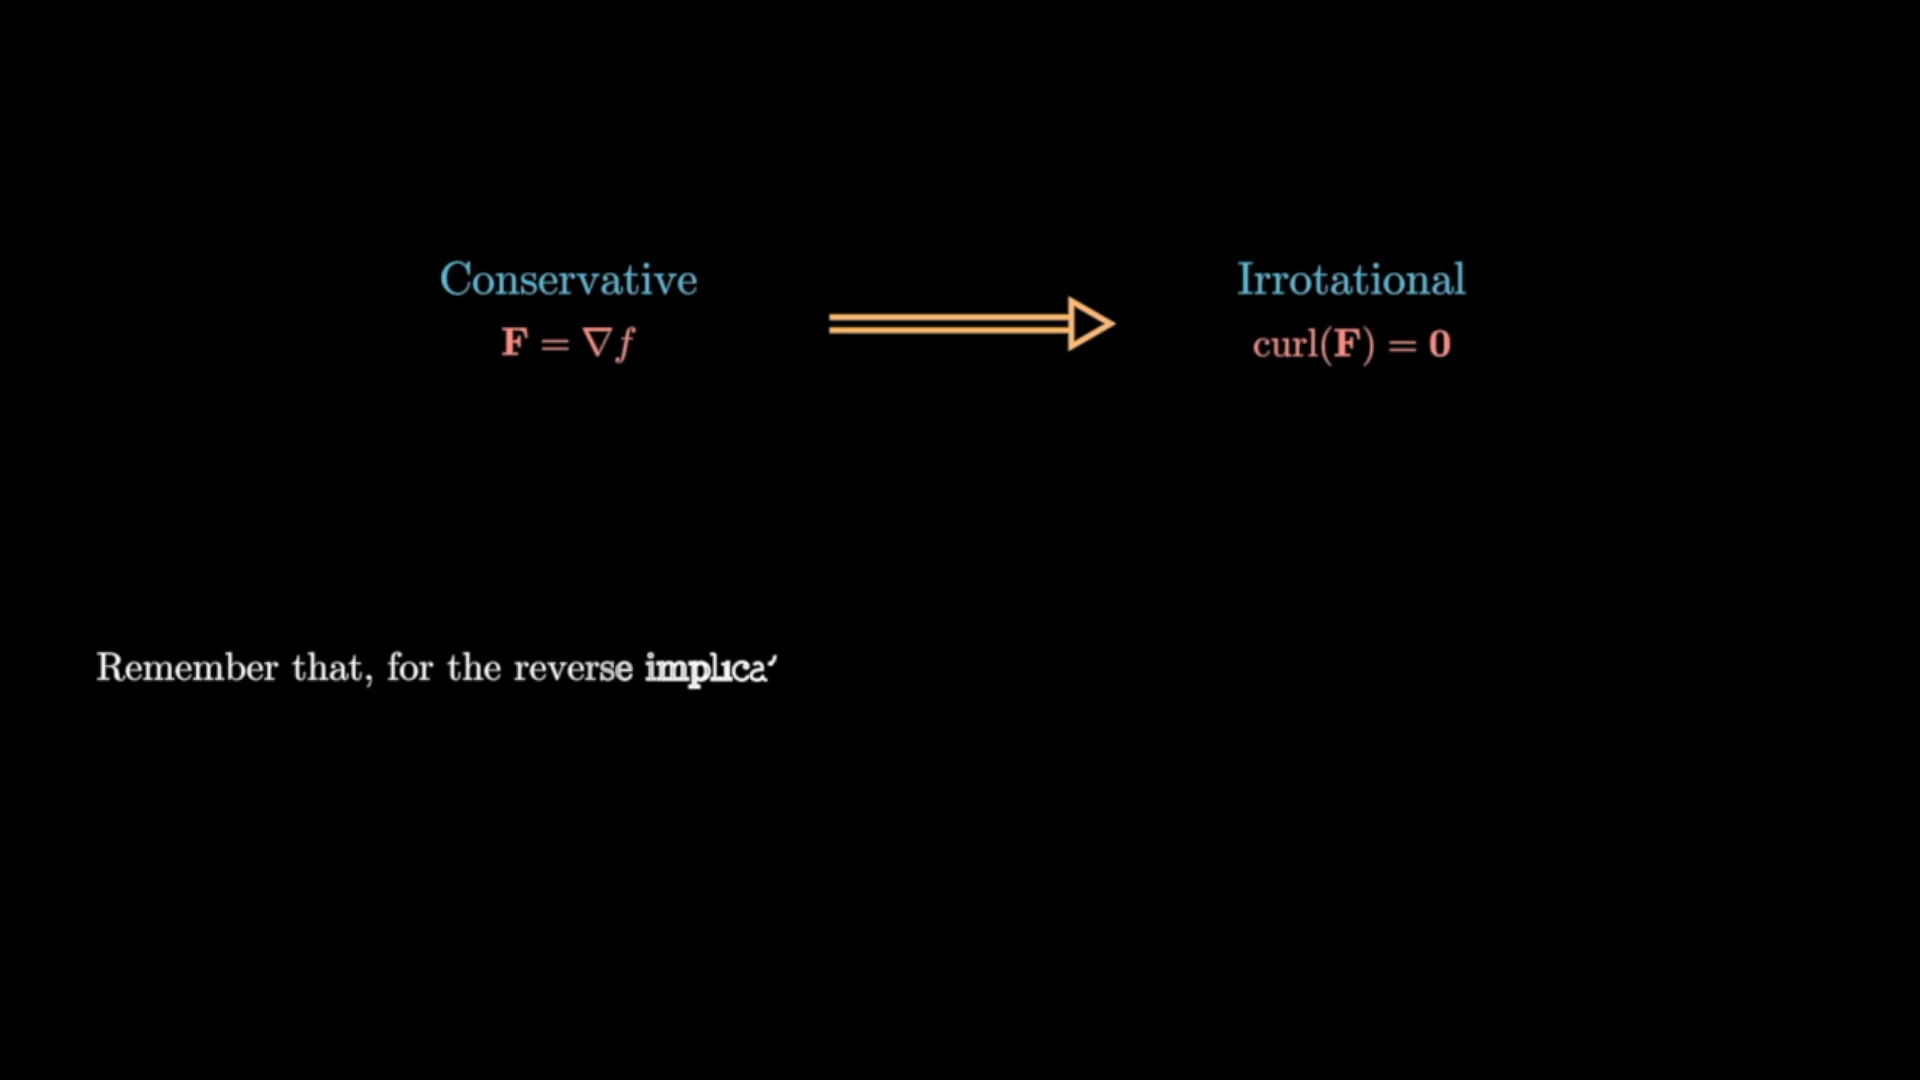 Conservative
F = ∇f
Irrotational
curl(F) = 0
Remember that, for the reverse